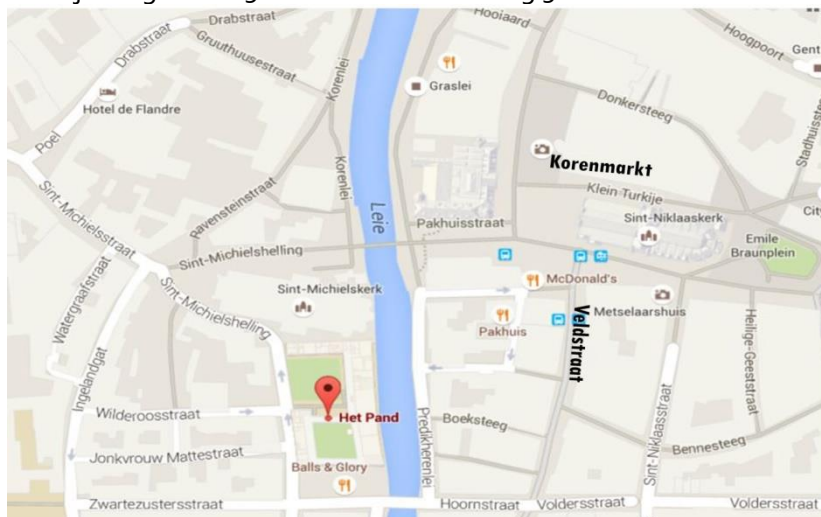 Drabstraat
Drabstraat
Gruuthuusestraat
Hotel de Flandre
Poel
Korenlei
Korenlei
Hooiaard
Graslei
Hoogpoort
Gent
Donkersteeg
Stadhuissteeg
Korenmarkt
Klein Turkije
Sint-Niklaaskerk
City
Emile
Braunplein
Leie
Pakhuisstraat
Sint-Michielsstraat
Ravensteinstraat
Sint-Michielshelling
Sint-Michielshelling
Sint-Michielskerk
McDonald's
Metselaarshuis
Pakhuis
Veldstraat
Heilige-Geeststraat
Watergraafstraat
Ingelandgat
Wilderoosstraat
Het Pand
Predikherenlei
Boeksteeg
Sint-Niklaasstraat
Bennesteeg
Jonkvrouw Mattestraat
Balls & Glory
Zwartezustersstraat
Hoornstraat
Voldersstraat
Voldersstraat